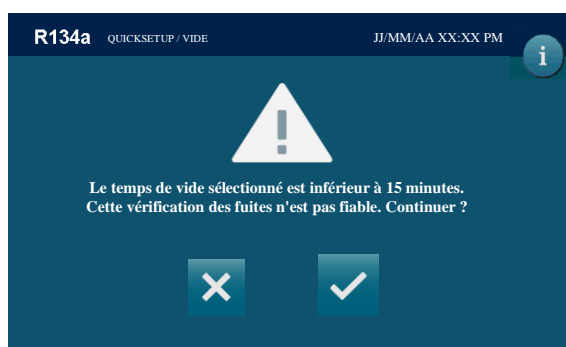 R134a QUICKSETUP / VIDE JJ/MM/AA XX:XX PM
i
!
Le temps de vide sélectionné est inférieur à 15 minutes.
Cette vérification des fuites n'est pas fiable. Continuer ?